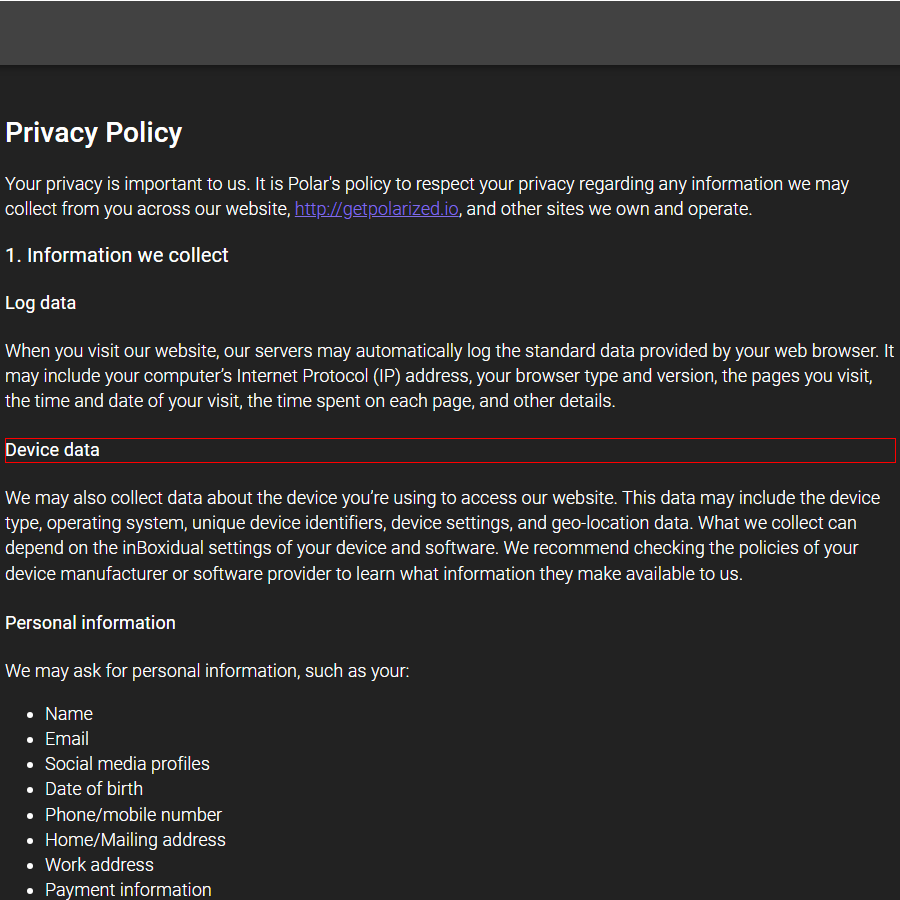 Privacy Policy
Your privacy is important to us. It is Polar's policy to respect your privacy regarding any information we may
collect from you across our website, http://getpolarized.io, and other sites we own and operate.
1. Information we collect
Log data
When you visit our website, our servers may automatically log the standard data provided by your web browser. It
may include your computer’s Internet Protocol (IP) address, your browser type and version, the pages you visit,
the time and date of your visit, the time spent on each page, and other details.
Device data
We may also collect data about the device you’re using to access our website. This data may include the device
type, operating system, unique device identifiers, device settings, and geo-location data. What we collect can
depend on the inBoxidual settings of your device and software. We recommend checking the policies of your
device manufacturer or software provider to learn what information they make available to us.
Personal information
We may ask for personal information, such as your:
• Name
• Email
• Social media profiles
• Date of birth
• Phone/mobile number
• Home/Mailing address
• Work address
• Payment information